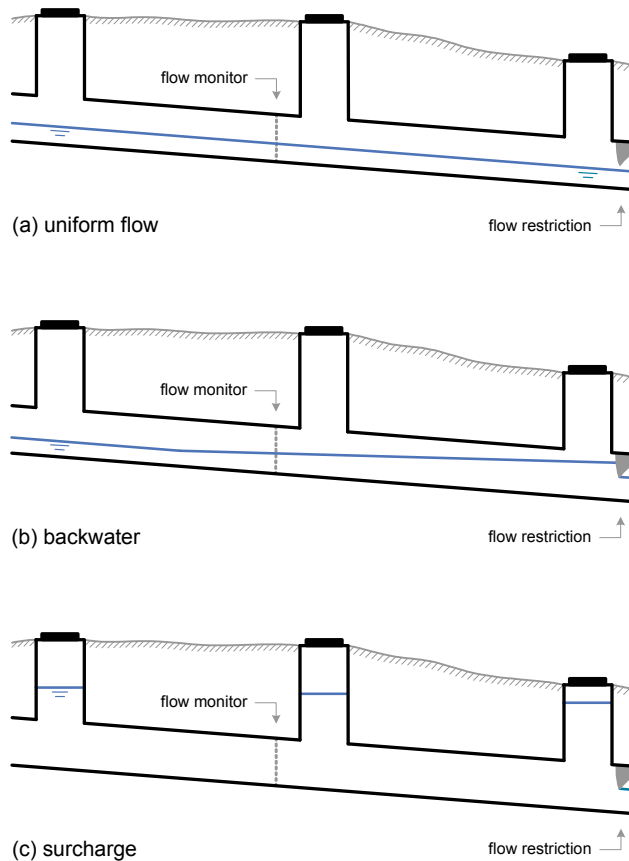 flow monitor
(a) uniform flow
flow restriction
flow monitor
(b) backwater
flow restriction
flow monitor
(c) surcharge
flow restriction